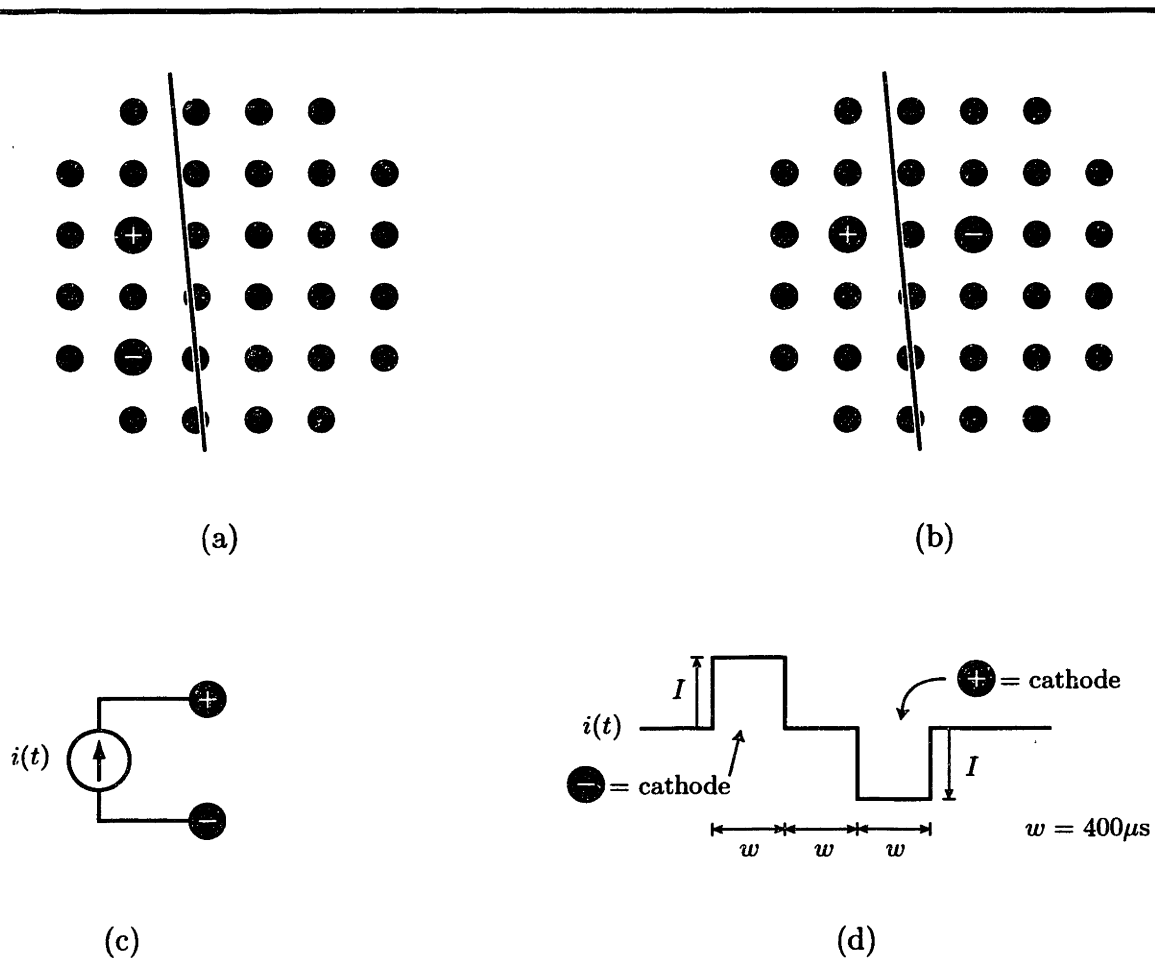 +
−
(a)
+ −
(b)
i(t)
+
−
(c)
I
i(t)
− = cathode
+ = cathode
I
w w w
w = 400μs
(d)